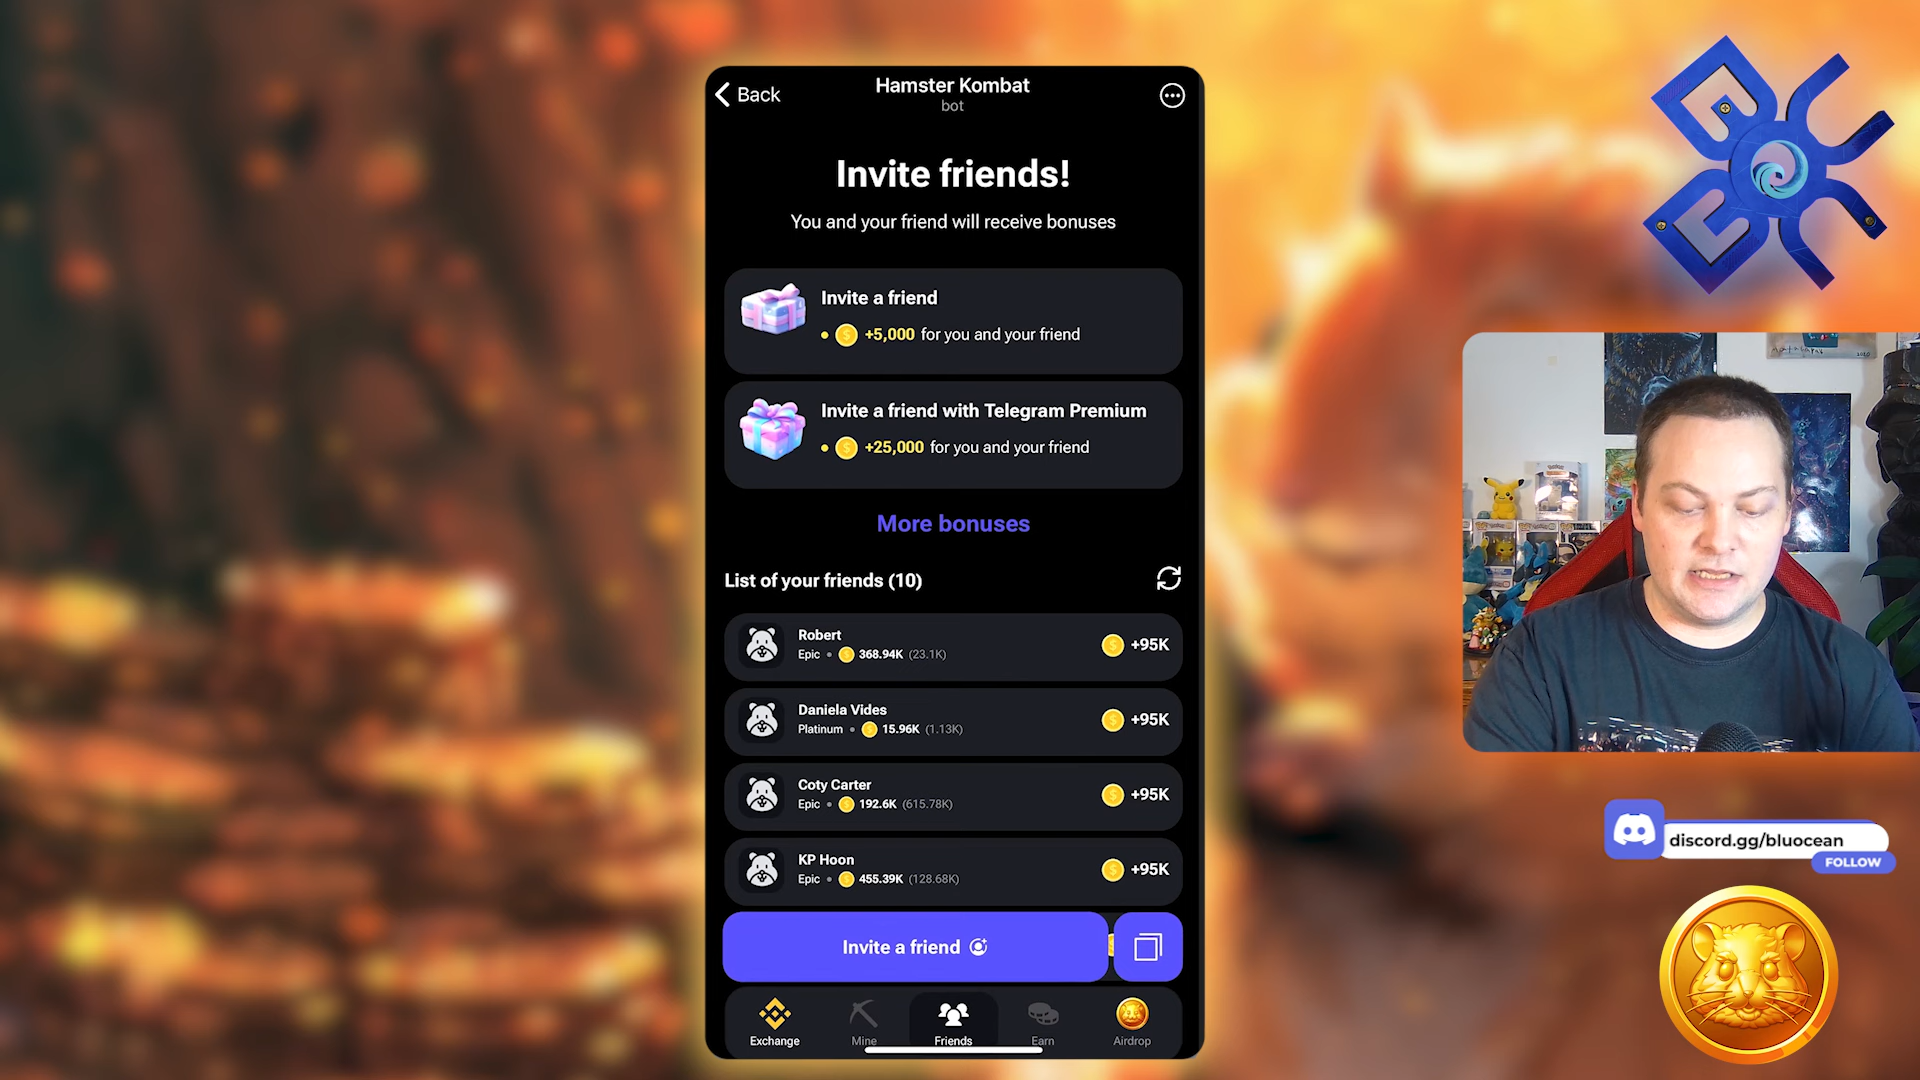 Back
Hamster Kombat
bot
Invite friends!
You and your friend will receive bonuses
Invite a friend
+5,000 for you and your friend
Invite a friend with Telegram Premium
+25,000 for you and your friend
More bonuses
List of your friends (10)
Robert
Epic • 368.94K (23.1K)
+95K
Daniela Vides
Platinum • 15.96K (1.13K)
+95K
Coty Carter
Epic • 192.6K (615.78K)
+95K
KP Hoon
Epic • 455.39K (128.68K)
+95K
Invite a friend
Exchange
Mine
Friends
Earn
Airdrop
discord.gg/bluocean
FOLLOW